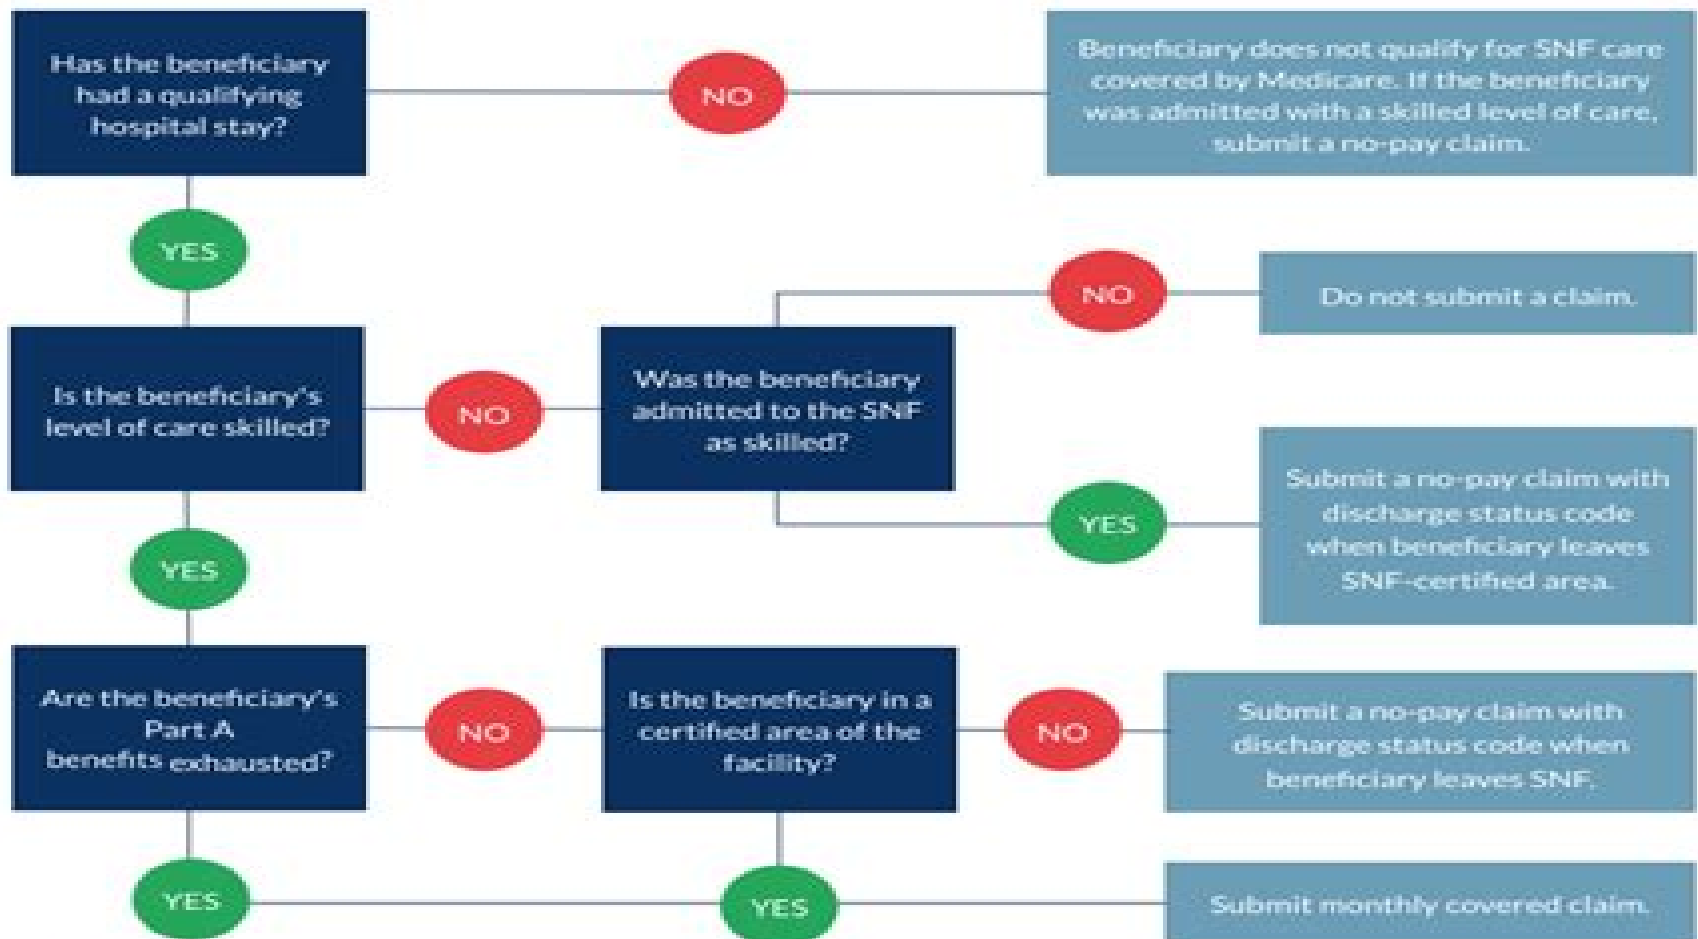 Has the beneficiary
had a qualifying
hospital stay?
NO
Beneficiary does not qualify for SNF care
covered by Medicare. If the beneficiary
was admitted with a skilled level of care,
submit a no-pay claim.
YES
NO
Do not submit a claim.
Is the beneficiary's
level of care skilled?
NO
Was the beneficiary
admitted to the SNF
as skilled?
YES
Submit a no-pay claim with
discharge status code
when beneficiary leaves
SNF-certified area.
YES
Are the beneficiary's
Part A
benefits exhausted?
NO
Is the beneficiary in a
certified area of the
facility?
NO
Submit a no-pay claim with
discharge status code when
beneficiary leaves SNF.
YES
YES
Submit monthly covered claim.